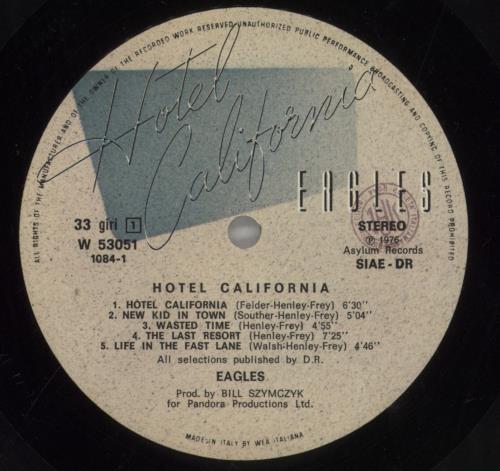 ALL RIGHTS OF THE MANUFACTURER AND OF THE OWNER OF THE RECORDED WORK RESERVED. UNAUTHORIZED PUBLIC PERFORMANCE BROADCASTING AND COPYING OF THIS RECORD PROHIBITED
Hotel
California
EAGLES
33 giri 1
W 53051
1084-1
STEREO
℗ 1976
Asylum Records
SIAE-DR
HOTEL CALIFORNIA
1. HÒTEL CALIFORNIA (Felder-Henley-Frey) 6'30''
2. NEW KID IN TOWN (Souther-Henley-Frey) 5'04''
3. WASTED TIME (Henley-Frey) 4'55''
4. THE LAST RESORT (Henley-Frey) 7'25''
5. LIFE IN THE FAST LANE (Walsh-Henley-Frey) 4'46''
All selections published by D.R.
EAGLES
Prod. by BILL SZYMCZYK
for Pandora Productions Ltd.
MADE IN ITALY BY WEA ITALIANA